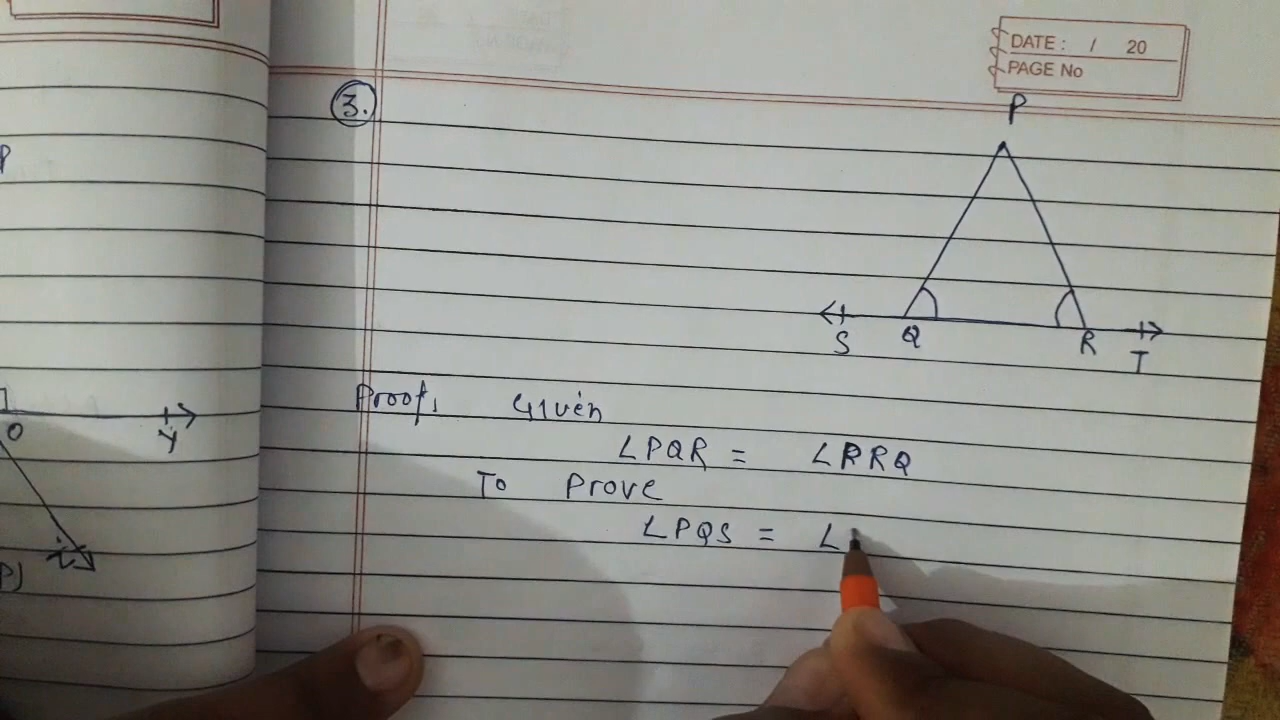 DATE : / 20
PAGE No
3.
P
P
S Q R T
Proof, Given
∠PQR = ∠PRQ
To Prove
∠PQS = ∠
O Y
P)